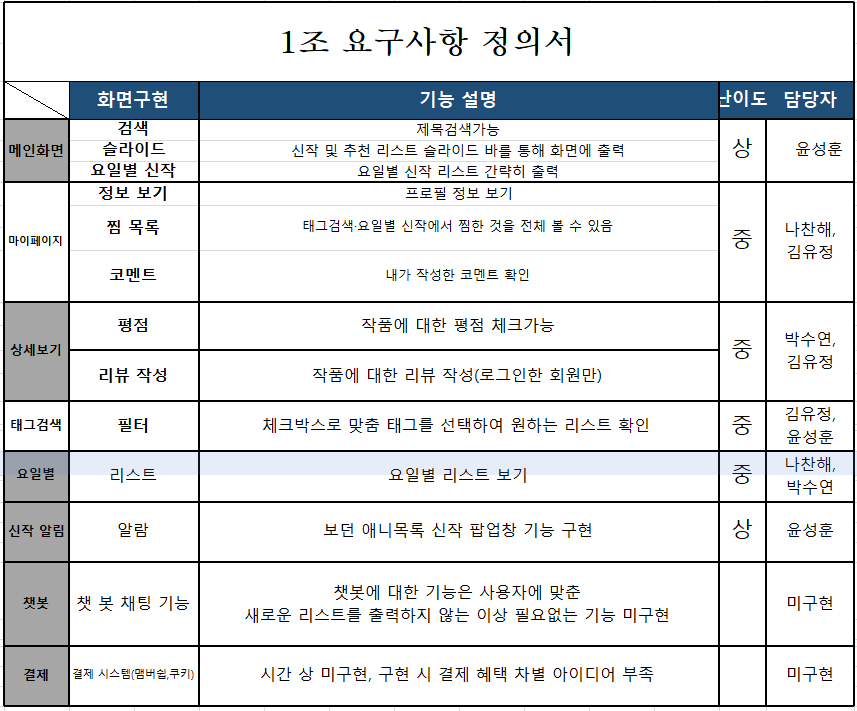 1조 요구사항 정의서
화면구현 기능 설명 난이도 담당자
메인화면 검색 제목검색가능 상 윤성훈
슬라이드 신작 및 추천 리스트 슬라이드 바를 통해 화면에 출력
요일별 신작 요일별 신작 리스트 간략히 출력
마이페이지 정보 보기 프로필 정보 보기 중 나찬해,
김유정
찜 목록 태그검색·요일별 신작에서 찜한 것을 전체 볼 수 있음
코멘트 내가 작성한 코멘트 확인
상세보기 평점 작품에 대한 평점 체크가능 중 박수연,
김유정
리뷰 작성 작품에 대한 리뷰 작성(로그인한 회원만)
태그검색 필터 체크박스로 맞춤 태그를 선택하여 원하는 리스트 확인 중 김유정,
윤성훈
요일별 리스트 요일별 리스트 보기 중 나찬해,
박수연
신작 알림 알람 보던 애니목록 신작 팝업창 기능 구현 상 윤성훈
챗봇 챗 봇 채팅 기능 챗봇에 대한 기능은 사용자에 맞춘
새로운 리스트를 출력하지 않는 이상 필요없는 기능 미구현 미구현
결제 결제 시스템(맴버쉽,쿠키) 시간 상 미구현, 구현 시 결제 혜택 차별 아이디어 부족 미구현